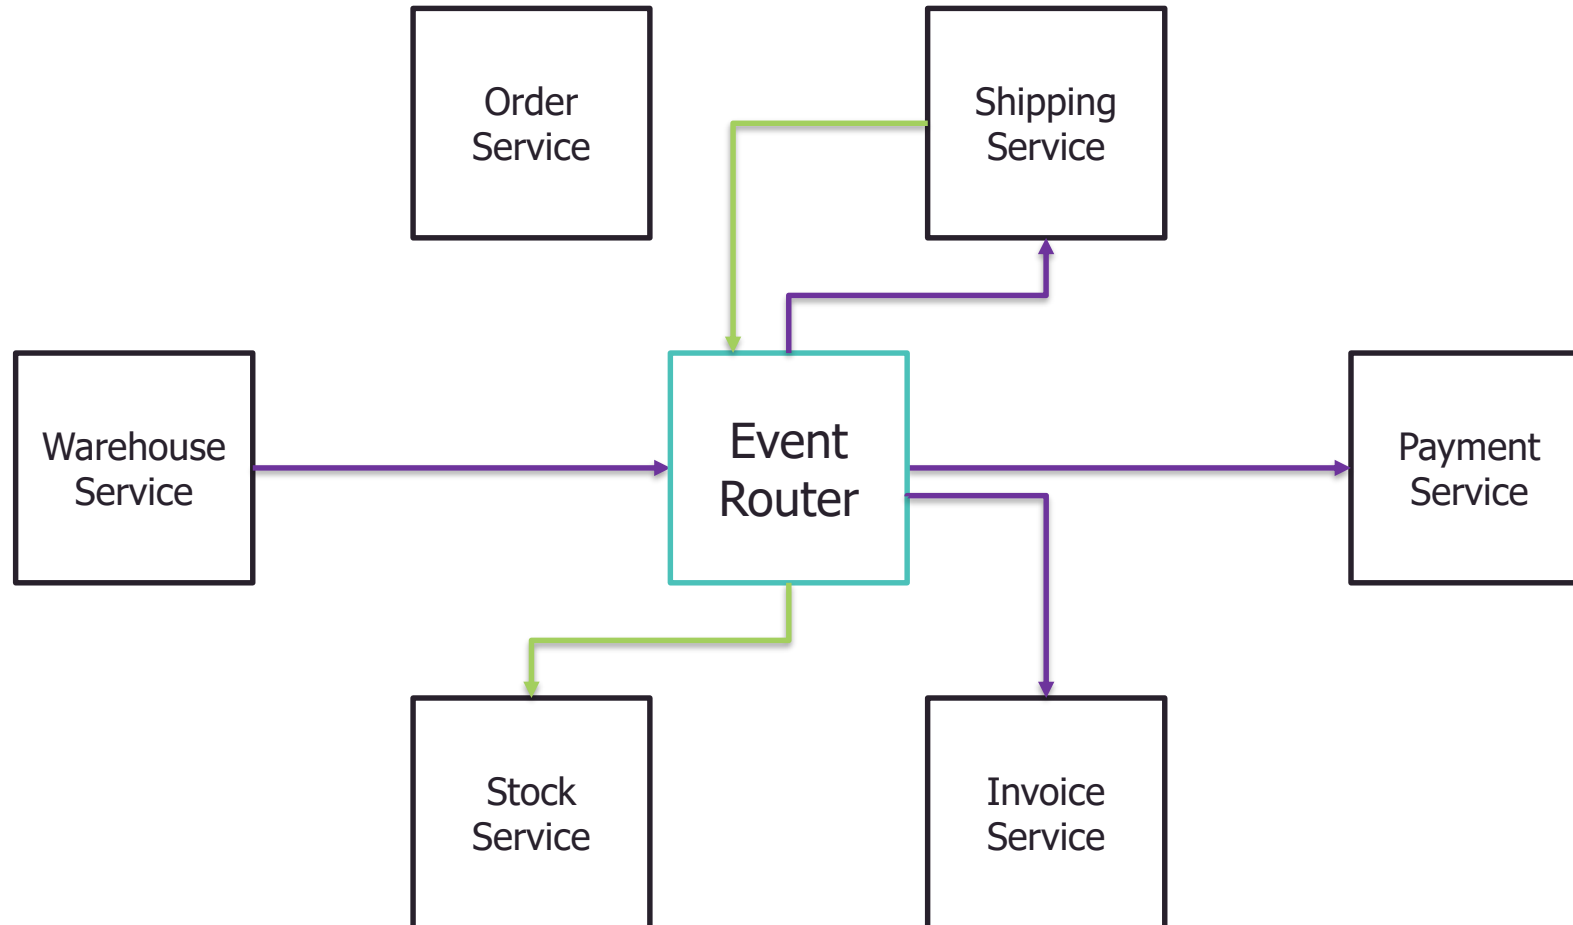 Order
Service
Shipping
Service
Warehouse
Service
Event
Router
Payment
Service
Stock
Service
Invoice
Service